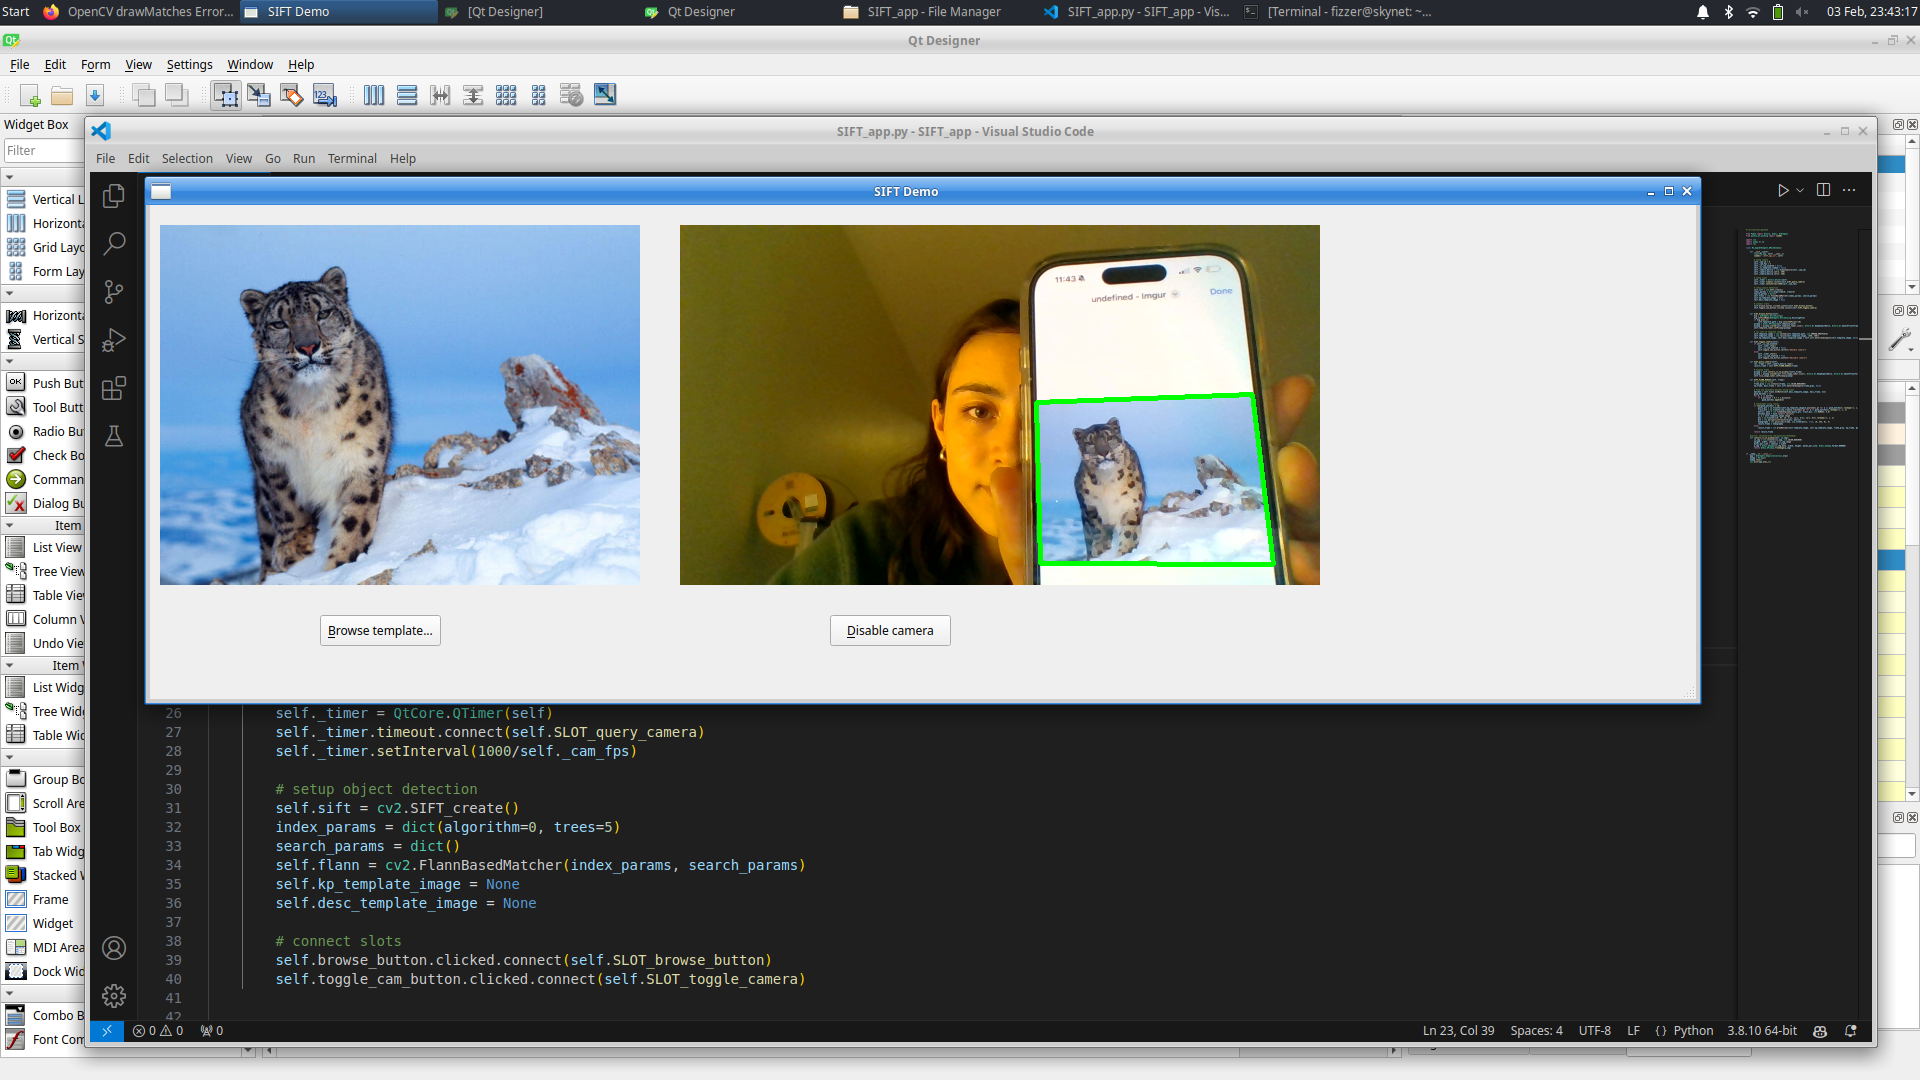 Start
OpenCV drawMatches Error...
SIFT Demo
[Qt Designer]
Qt Designer
SIFT_app - File Manager
SIFT_app.py - SIFT_app - Vis...
[Terminal - fizzer@skynet: ~...
03 Feb, 23:43:17
Qt Designer
File Edit Form View Settings Window Help
Widget Box
Filter
SIFT_app.py - SIFT_app - Visual Studio Code
File Edit Selection View Go Run Terminal Help
SIFT Demo
Vertical L
Horizonta
Grid Layo
Form Lay
Horizonta
Vertical S
Push But
Tool Butt
Radio Bu
Check Bo
Comman
Dialog Bu
Item
List View
Tree View
Table Vie
Column V
Undo Vie
Item
List Widg
Tree Widg
Table Wid
Group Bo
Scroll Are
Tool Box
Tab Widg
Stacked W
Frame
Widget
MDI Area
Dock Wid
Combo B
Font Com
11:43
undefined - Imgur
Done
Browse template...
Disable camera
26 self._timer = QtCore.QTimer(self)
27 self._timer.timeout.connect(self.SLOT_query_camera)
28 self._timer.setInterval(1000/self._cam_fps)
29
30 # setup object detection
31 self.sift = cv2.SIFT_create()
32 index_params = dict(algorithm=0, trees=5)
33 search_params = dict()
34 self.flann = cv2.FlannBasedMatcher(index_params, search_params)
35 self.kp_template_image = None
36 self.desc_template_image = None
37
38 # connect slots
39 self.browse_button.clicked.connect(self.SLOT_browse_button)
40 self.toggle_cam_button.clicked.connect(self.SLOT_toggle_camera)
41
42
0 0 0
Ln 23, Col 39
Spaces: 4
UTF-8
LF
Python
3.8.10 64-bit